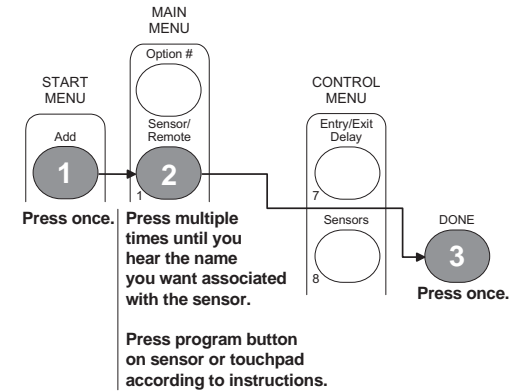 MAIN
MENU
Option #
START
MENU
CONTROL
MENU
Add
Sensor/
Remote
Entry/Exit
Delay
1
2
1
7
Sensors
DONE
8
3
Press once.
Press multiple
times until you
hear the name
you want associated
with the sensor.
Press once.
Press program button
on sensor or touchpad
according to instructions.